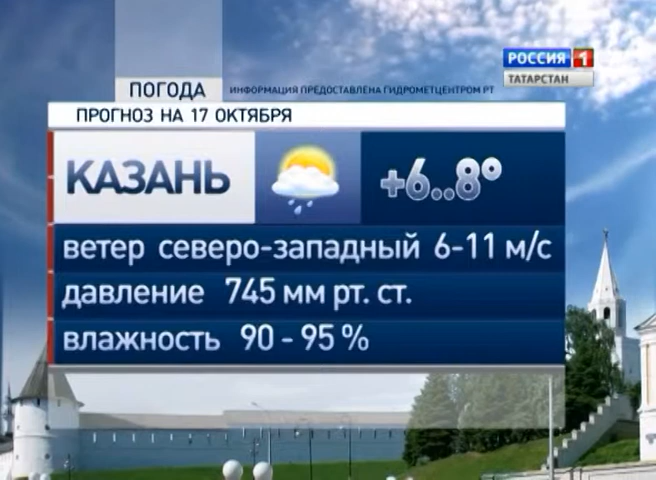 РОССИЯ 1
ТАТАРСТАН
ПОГОДА
ИНФОРМАЦИЯ ПРЕДОСТАВЛЕНА ГИДРОМЕТЦЕНТРОМ РТ
ПРОГНОЗ НА 17 ОКТЯБРЯ
КАЗАНЬ +6..8°
ветер северо-западный 6-11 м/с
давление 745 мм рт. ст.
влажность 90 - 95 %